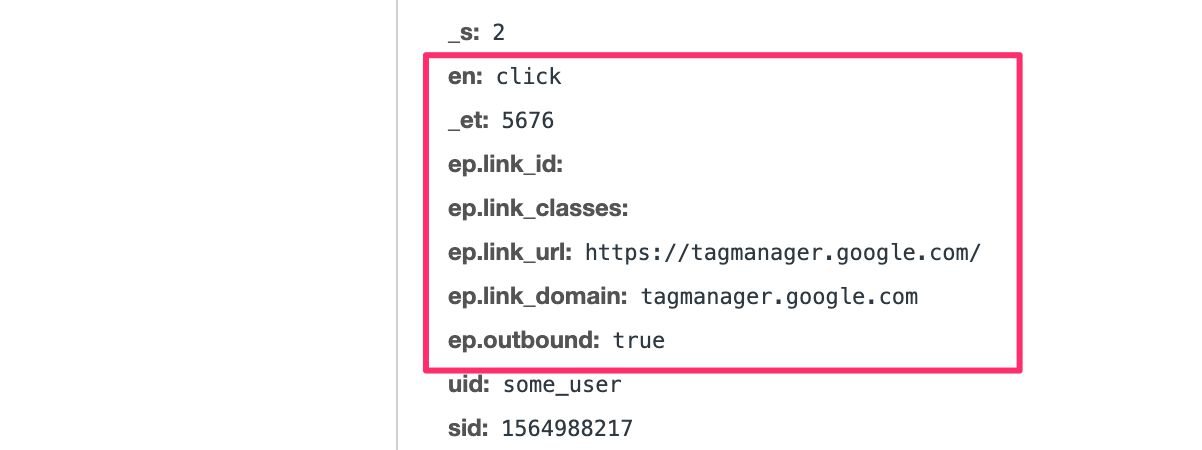 _s: 2
en: click
_et: 5676
ep.link_id:
ep.link_classes:
ep.link_url: https://tagmanager.google.com/
ep.link_domain: tagmanager.google.com
ep.outbound: true
uid: some_user
sid: 1564988217